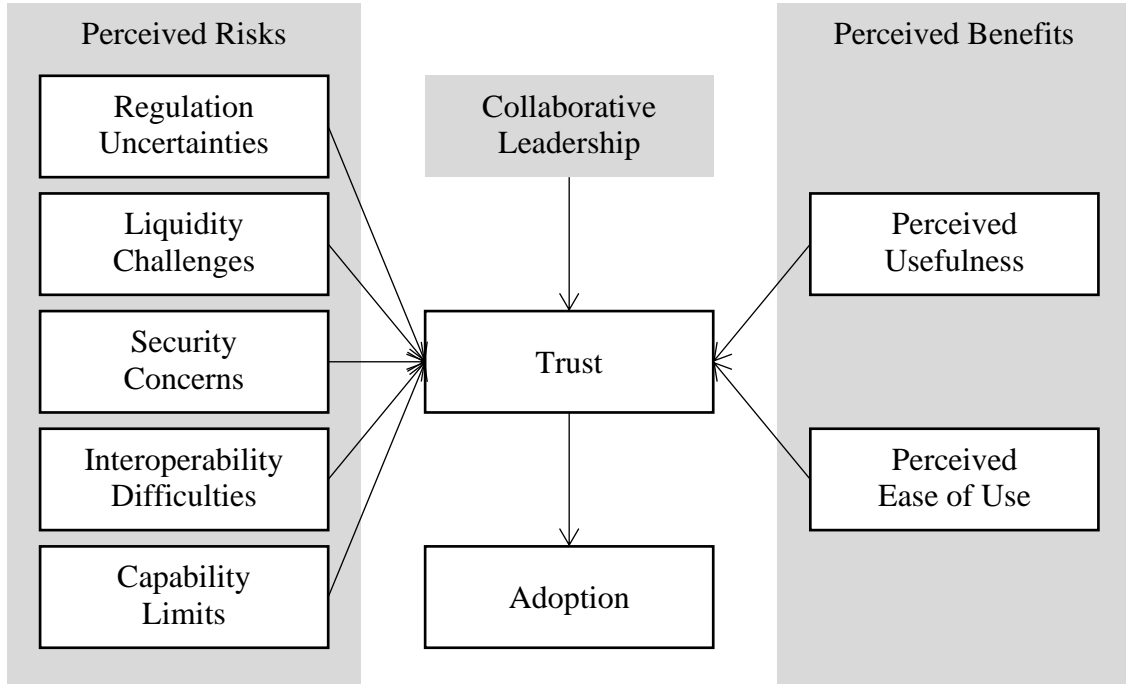 Perceived Risks
Regulation
Uncertainties
Liquidity
Challenges
Security
Concerns
Interoperability
Difficulties
Capability
Limits
Collaborative
Leadership
Trust
Adoption
Perceived Benefits
Perceived
Usefulness
Perceived
Ease of Use